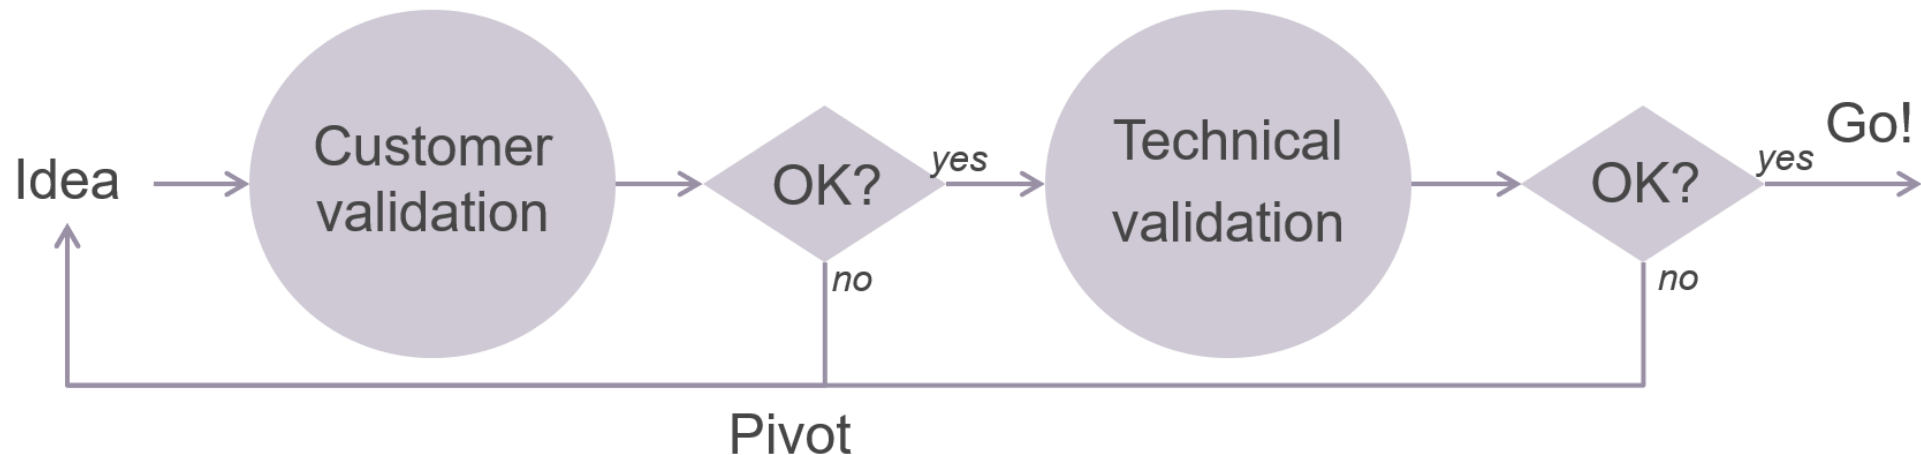 Idea
Customer
validation
OK?
yes
no
Technical
validation
OK?
yes
no
Go!
Pivot